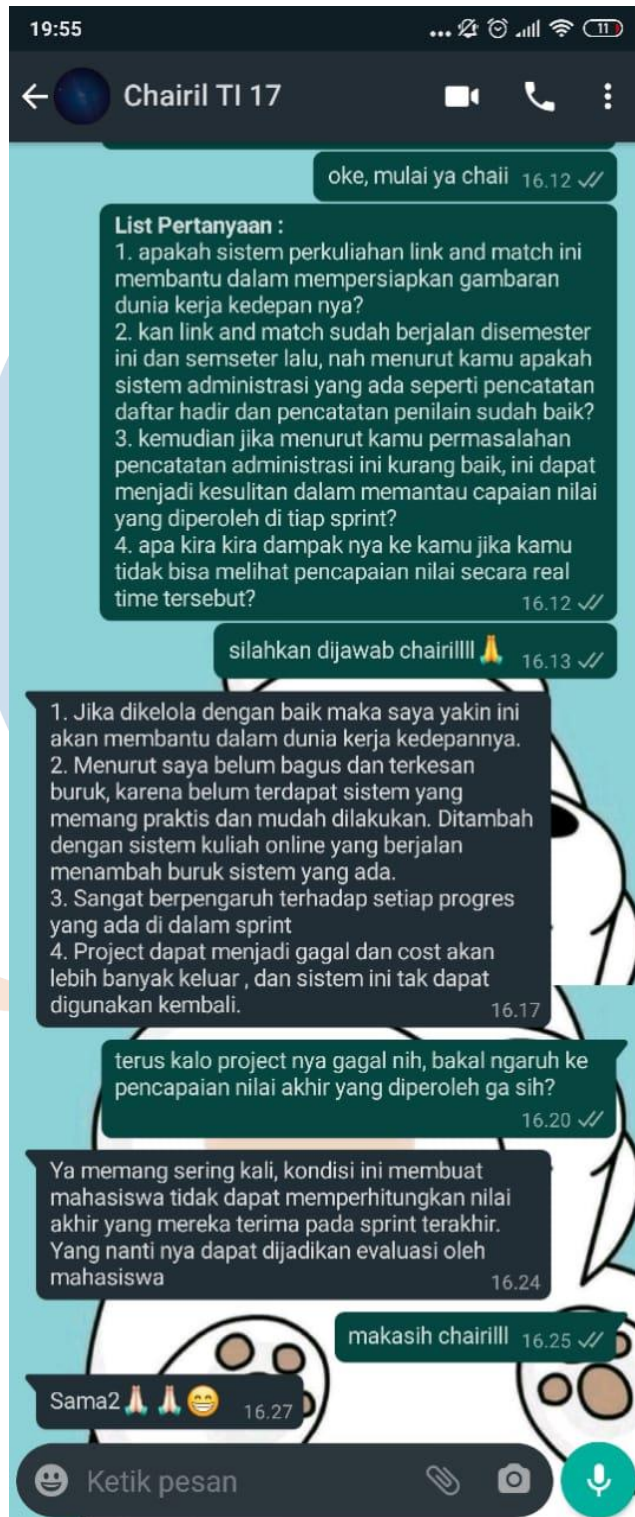 19:55
11
Chairil TI 17
oke, mulai ya chaii 16.12
List Pertanyaan :
1. apakah sistem perkuliahan link and match ini
membantu dalam mempersiapkan gambaran
dunia kerja kedepan nya?
2. kan link and match sudah berjalan disemester
ini dan semseter lalu, nah menurut kamu apakah
sistem administrasi yang ada seperti pencatatan
daftar hadir dan pencatatan penilain sudah baik?
3. kemudian jika menurut kamu permasalahan
pencatatan administrasi ini kurang baik, ini dapat
menjadi kesulitan dalam memantau capaian nilai
yang diperoleh di tiap sprint?
4. apa kira kira dampak nya ke kamu jika kamu
tidak bisa melihat pencapaian nilai secara real
time tersebut? 16.12
silahkan dijawab chairillll🙏 16.13
1. Jika dikelola dengan baik maka saya yakin ini
akan membantu dalam dunia kerja kedepannya.
2. Menurut saya belum bagus dan terkesan
buruk, karena belum terdapat sistem yang
memang praktis dan mudah dilakukan. Ditambah
dengan sistem kuliah online yang berjalan
menambah buruk sistem yang ada.
3. Sangat berpengaruh terhadap setiap progres
yang ada di dalam sprint
4. Project dapat menjadi gagal dan cost akan
lebih banyak keluar , dan sistem ini tak dapat
digunakan kembali. 16.17
terus kalo project nya gagal nih, bakal ngaruh ke
pencapaian nilai akhir yang diperoleh ga sih?
16.20
Ya memang sering kali, kondisi ini membuat
mahasiswa tidak dapat memperhitungkan nilai
akhir yang mereka terima pada sprint terakhir.
Yang nanti nya dapat dijadikan evaluasi oleh
mahasiswa 16.24
makasih chairilll 16.25
Sama2🙏🏻🙏🏻😁 16.27
Ketik pesan